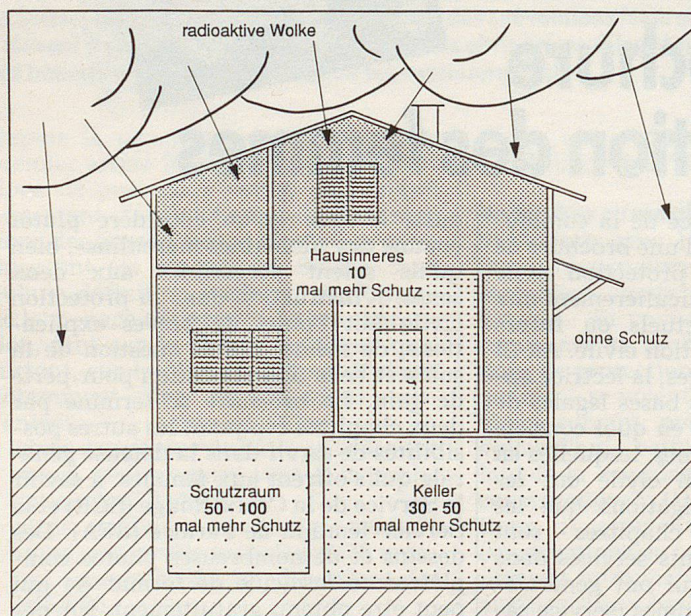 radioaktive Wolke
Hausinneres
10
mal mehr Schutz
ohne Schutz
Schutzraum
50 - 100
mal mehr Schutz
Keller
30 - 50
mal mehr Schutz